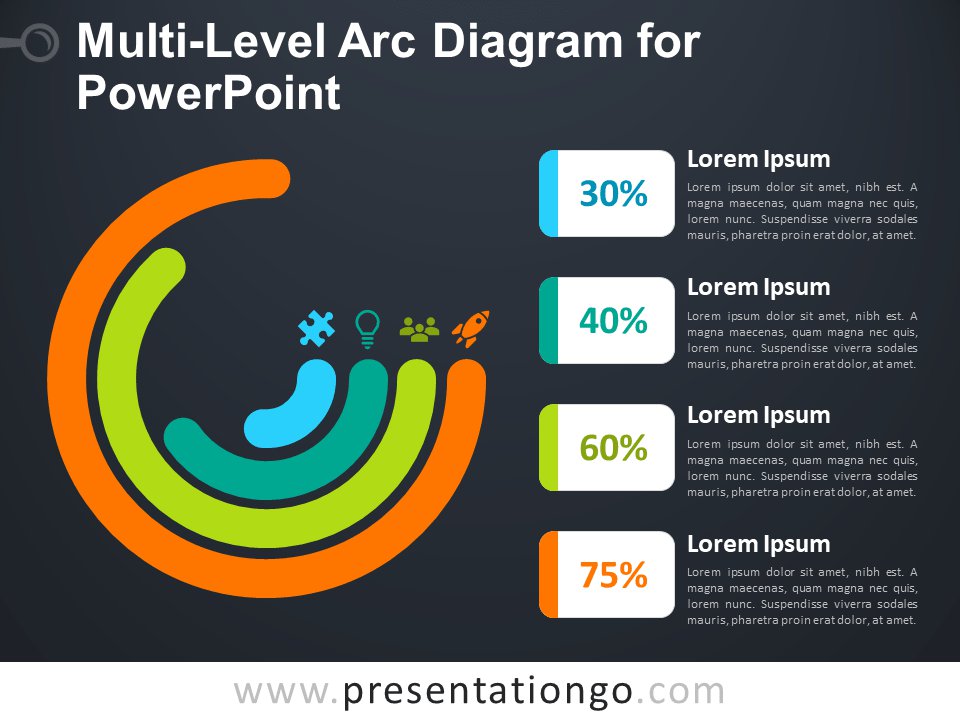 Multi-Level Arc Diagram for
PowerPoint
30%
Lorem Ipsum
Lorem ipsum dolor sit amet, nibh est. A
magna maecenas, quam magna nec quis,
lorem nunc. Suspendisse viverra sodales
mauris, pharetra proin erat dolor, at amet.
40%
Lorem Ipsum
Lorem ipsum dolor sit amet, nibh est. A
magna maecenas, quam magna nec quis,
lorem nunc. Suspendisse viverra sodales
mauris, pharetra proin erat dolor, at amet.
60%
Lorem Ipsum
Lorem ipsum dolor sit amet, nibh est. A
magna maecenas, quam magna nec quis,
lorem nunc. Suspendisse viverra sodales
mauris, pharetra proin erat dolor, at amet.
75%
Lorem Ipsum
Lorem ipsum dolor sit amet, nibh est. A
magna maecenas, quam magna nec quis,
lorem nunc. Suspendisse viverra sodales
mauris, pharetra proin erat dolor, at amet.
www.presentationgo.com